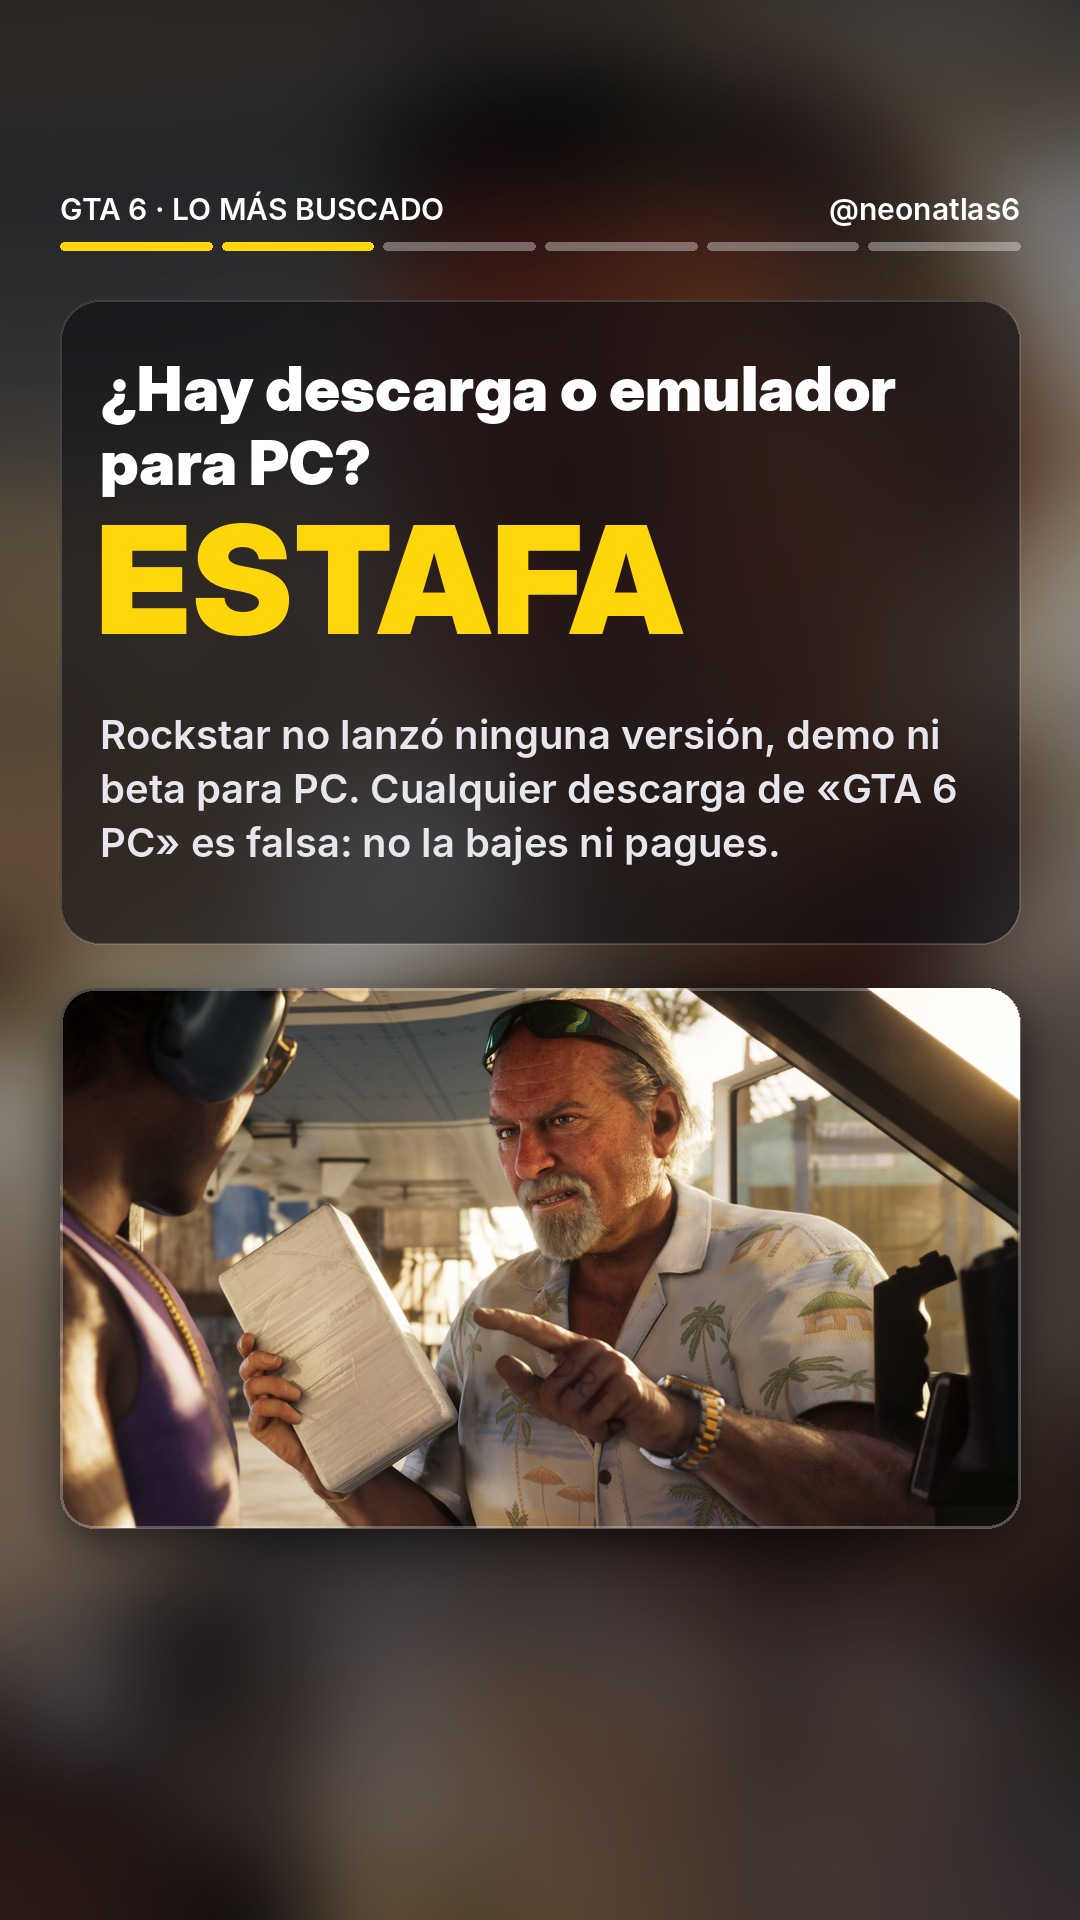 GTA 6 · LO MÁS BUSCADO
@neonatlas6
¿Hay descarga o emulador
para PC?
ESTAFA
Rockstar no lanzó ninguna versión, demo ni
beta para PC. Cualquier descarga de «GTA 6
PC» es falsa: no la bajes ni pagues.